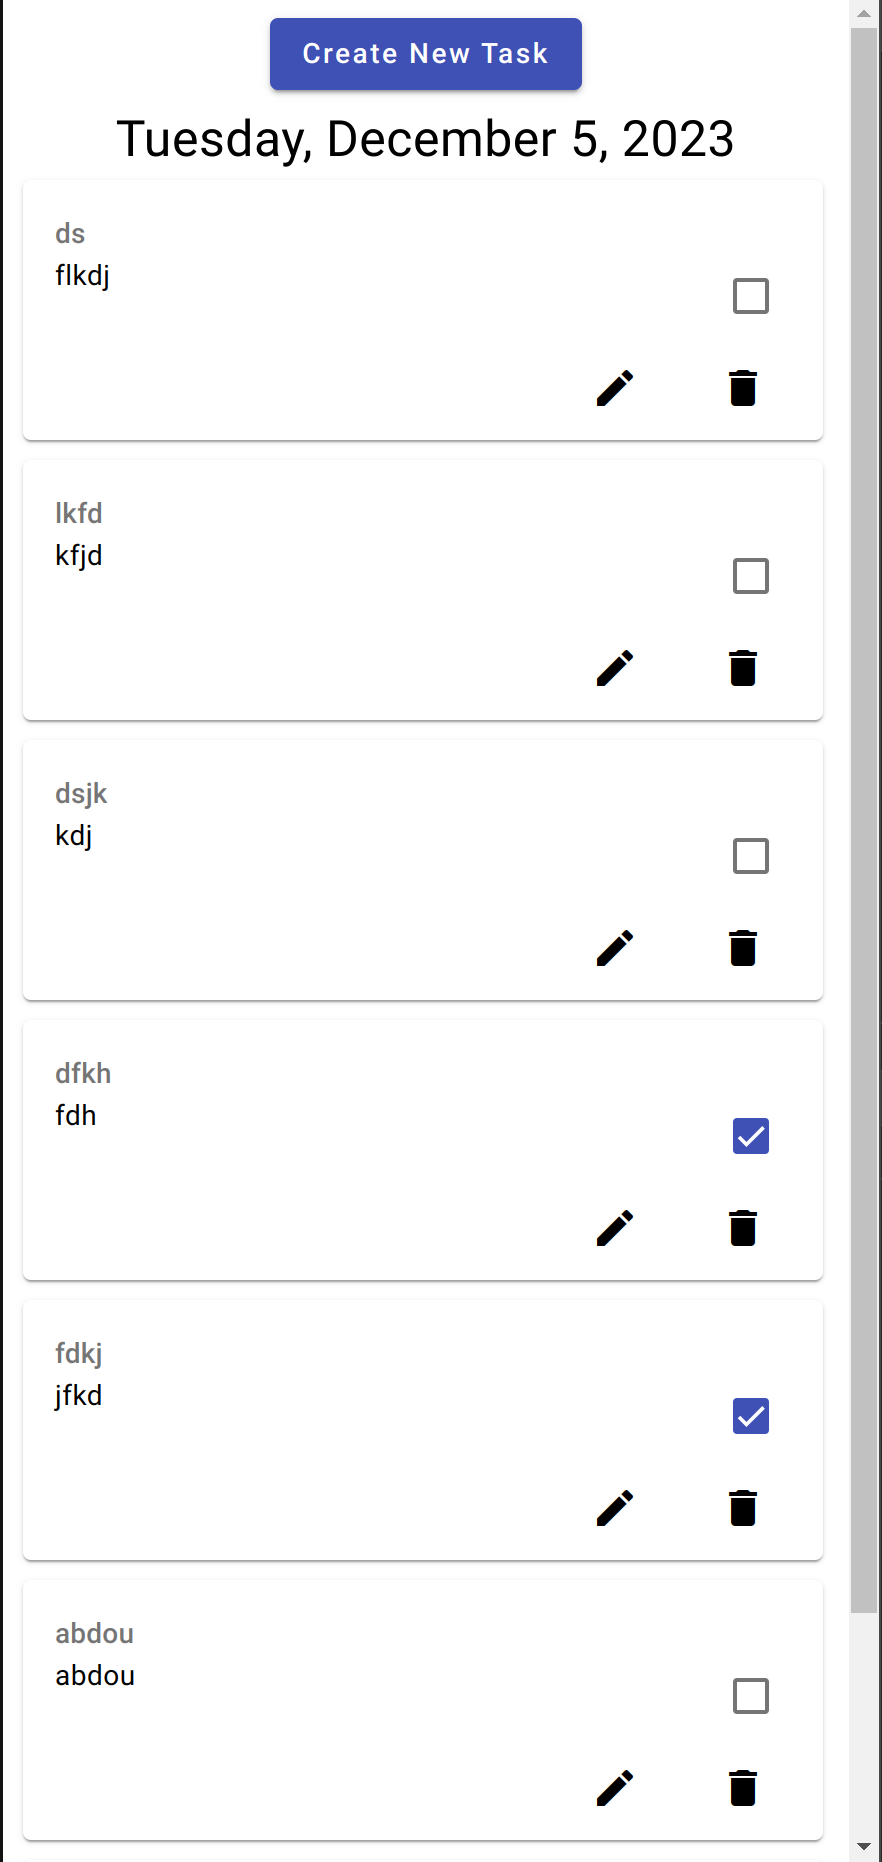 Create New Task
Tuesday, December 5, 2023
ds
flkdj
lkfd
kfjd
dsjk
kdj
dfkh
fdh
fdkj
jfkd
abdou
abdou